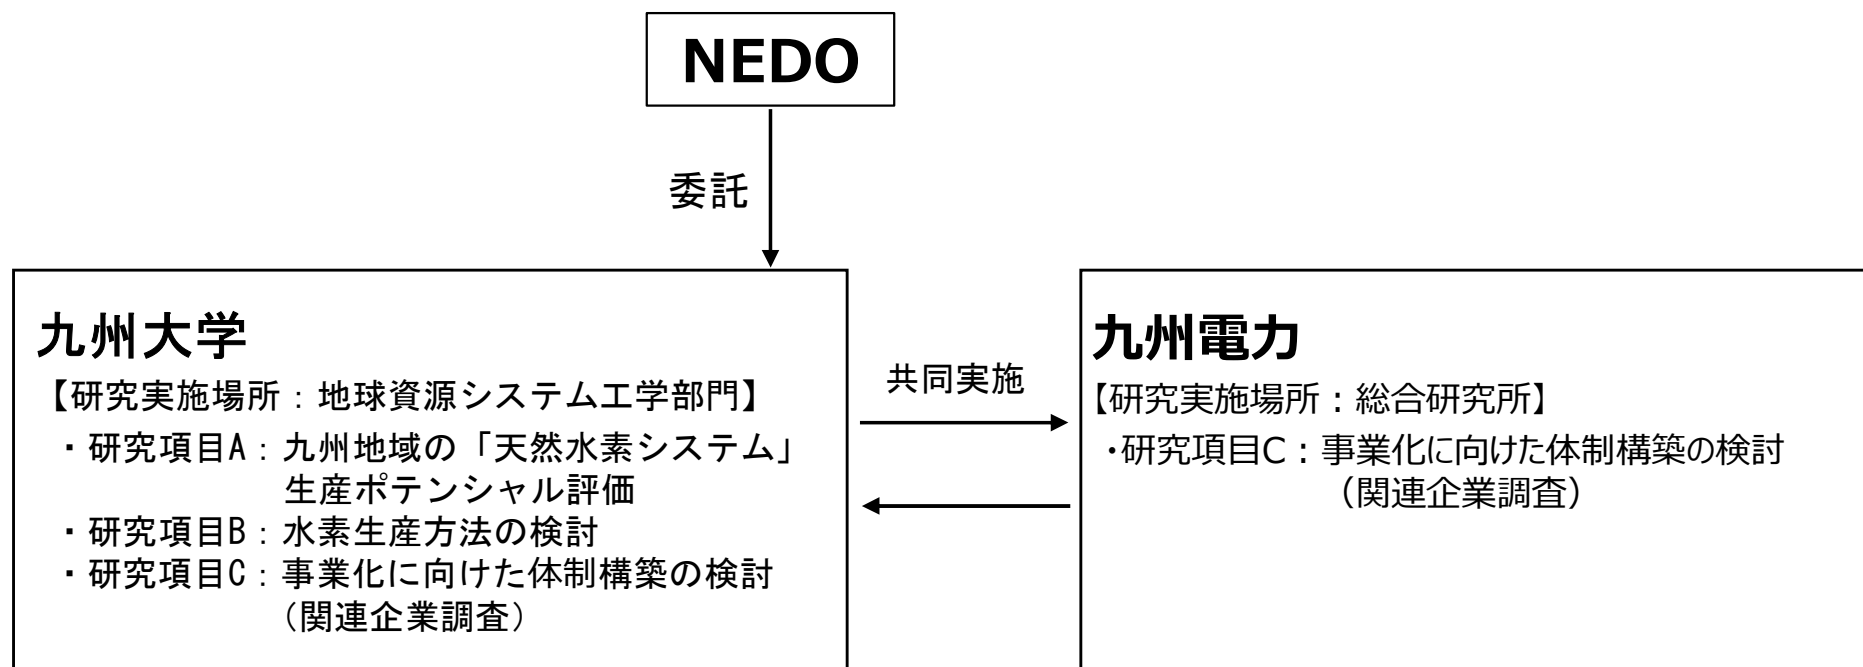 NEDO
委託
九州大学
【研究実施場所：地球資源システム工学部門】
・研究項目A：九州地域の「天然水素システム」
生産ポテンシャル評価
・研究項目B：水素生産方法の検討
・研究項目C：事業化に向けた体制構築の検討
（関連企業調査）
共同実施
九州電力
【研究実施場所：総合研究所】
・研究項目C：事業化に向けた体制構築の検討
（関連企業調査）